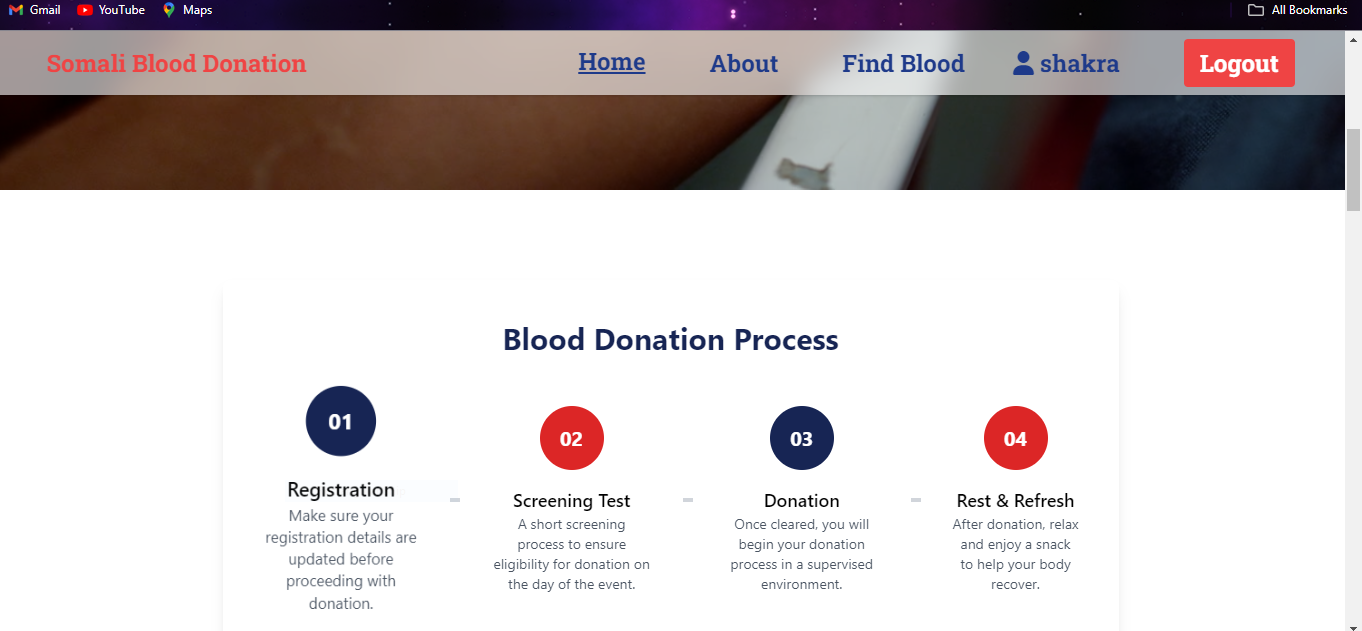 Gmail YouTube Maps All Bookmarks
Somali Blood Donation Home About Find Blood shakra Logout
Blood Donation Process
01
Registration
Make sure your
registration details are
updated before
proceeding with
donation.
02
Screening Test
A short screening
process to ensure
eligibility for donation on
the day of the event.
03
Donation
Once cleared, you will
begin your donation
process in a supervised
environment.
04
Rest & Refresh
After donation, relax
and enjoy a snack
to help your body
recover.